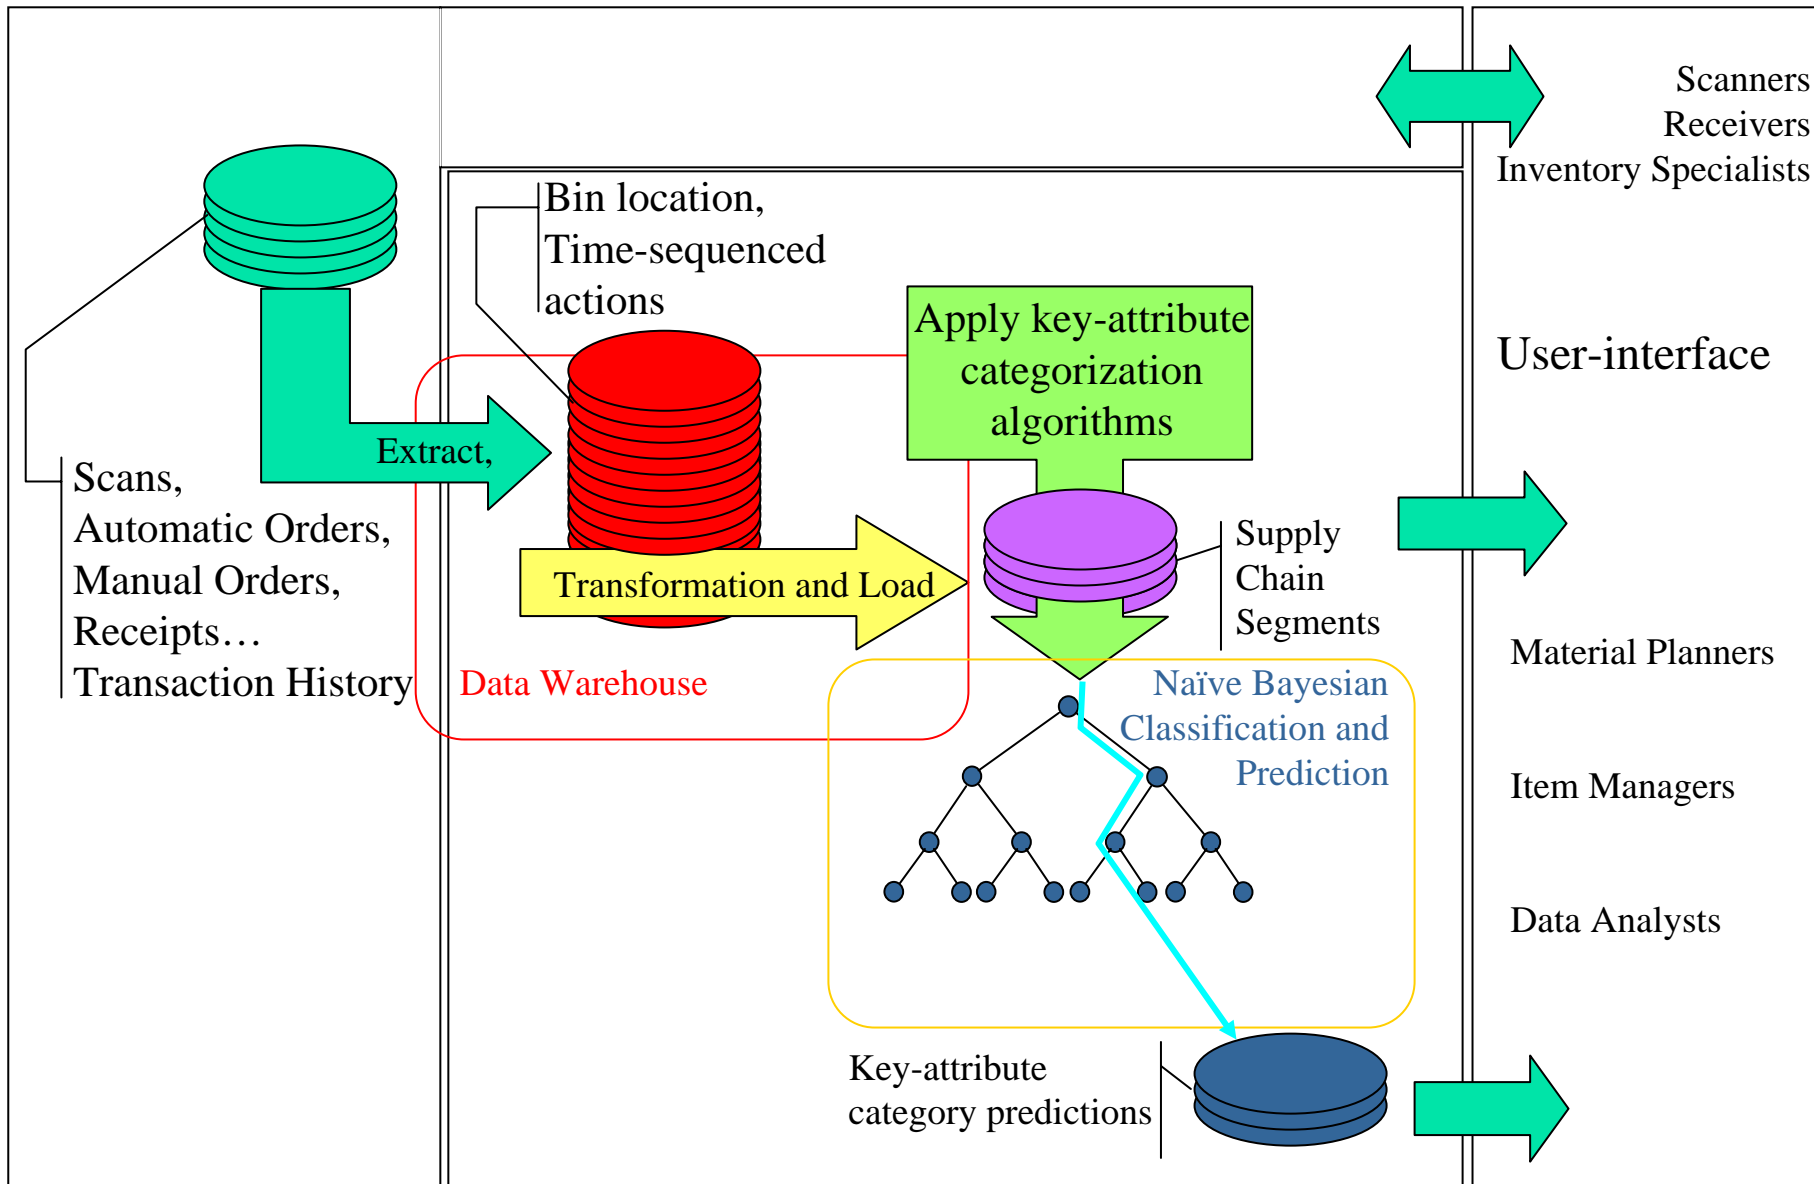 Scanners
Receivers
Inventory Specialists
Bin location,
Time-sequenced
actions
Apply key-attribute
categorization
algorithms
User-interface
Extract,
Scans,
Automatic Orders,
Manual Orders,
Receipts…
Transaction History
Supply
Chain
Segments
Transformation and Load
Data Warehouse
Naïve Bayesian
Classification and
Prediction
Material Planners
Item Managers
Data Analysts
Key-attribute
category predictions